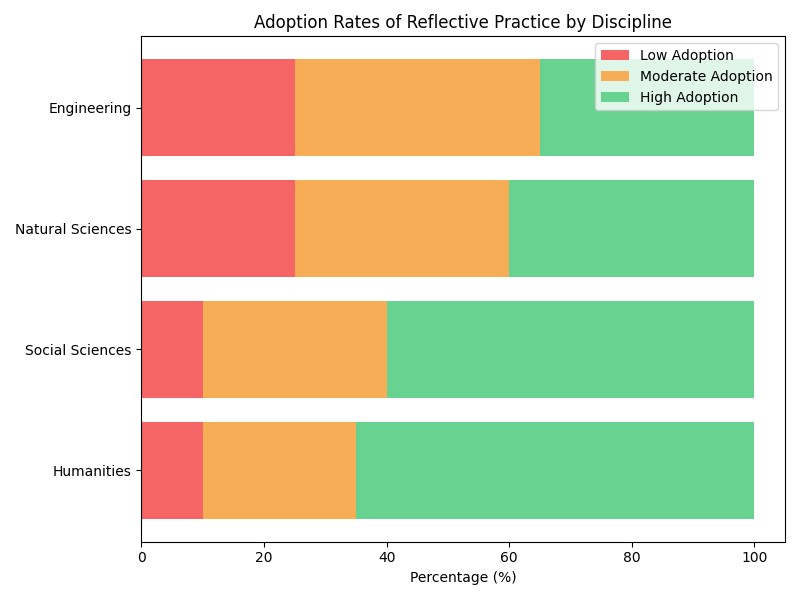 Adoption Rates of Reflective Practice by Discipline
Low Adoption
Moderate Adoption
High Adoption
Engineering
Natural Sciences
Social Sciences
Humanities
0 20 40 60 80 100
Percentage (%)